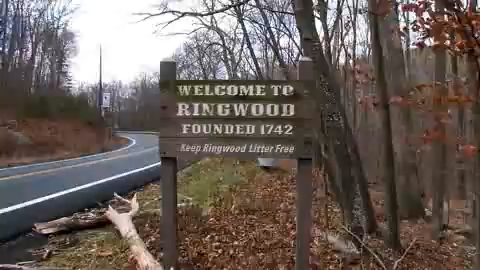 WELCOME TO
RINGWOOD
FOUNDED 1742
Keep Ringwood Litter Free